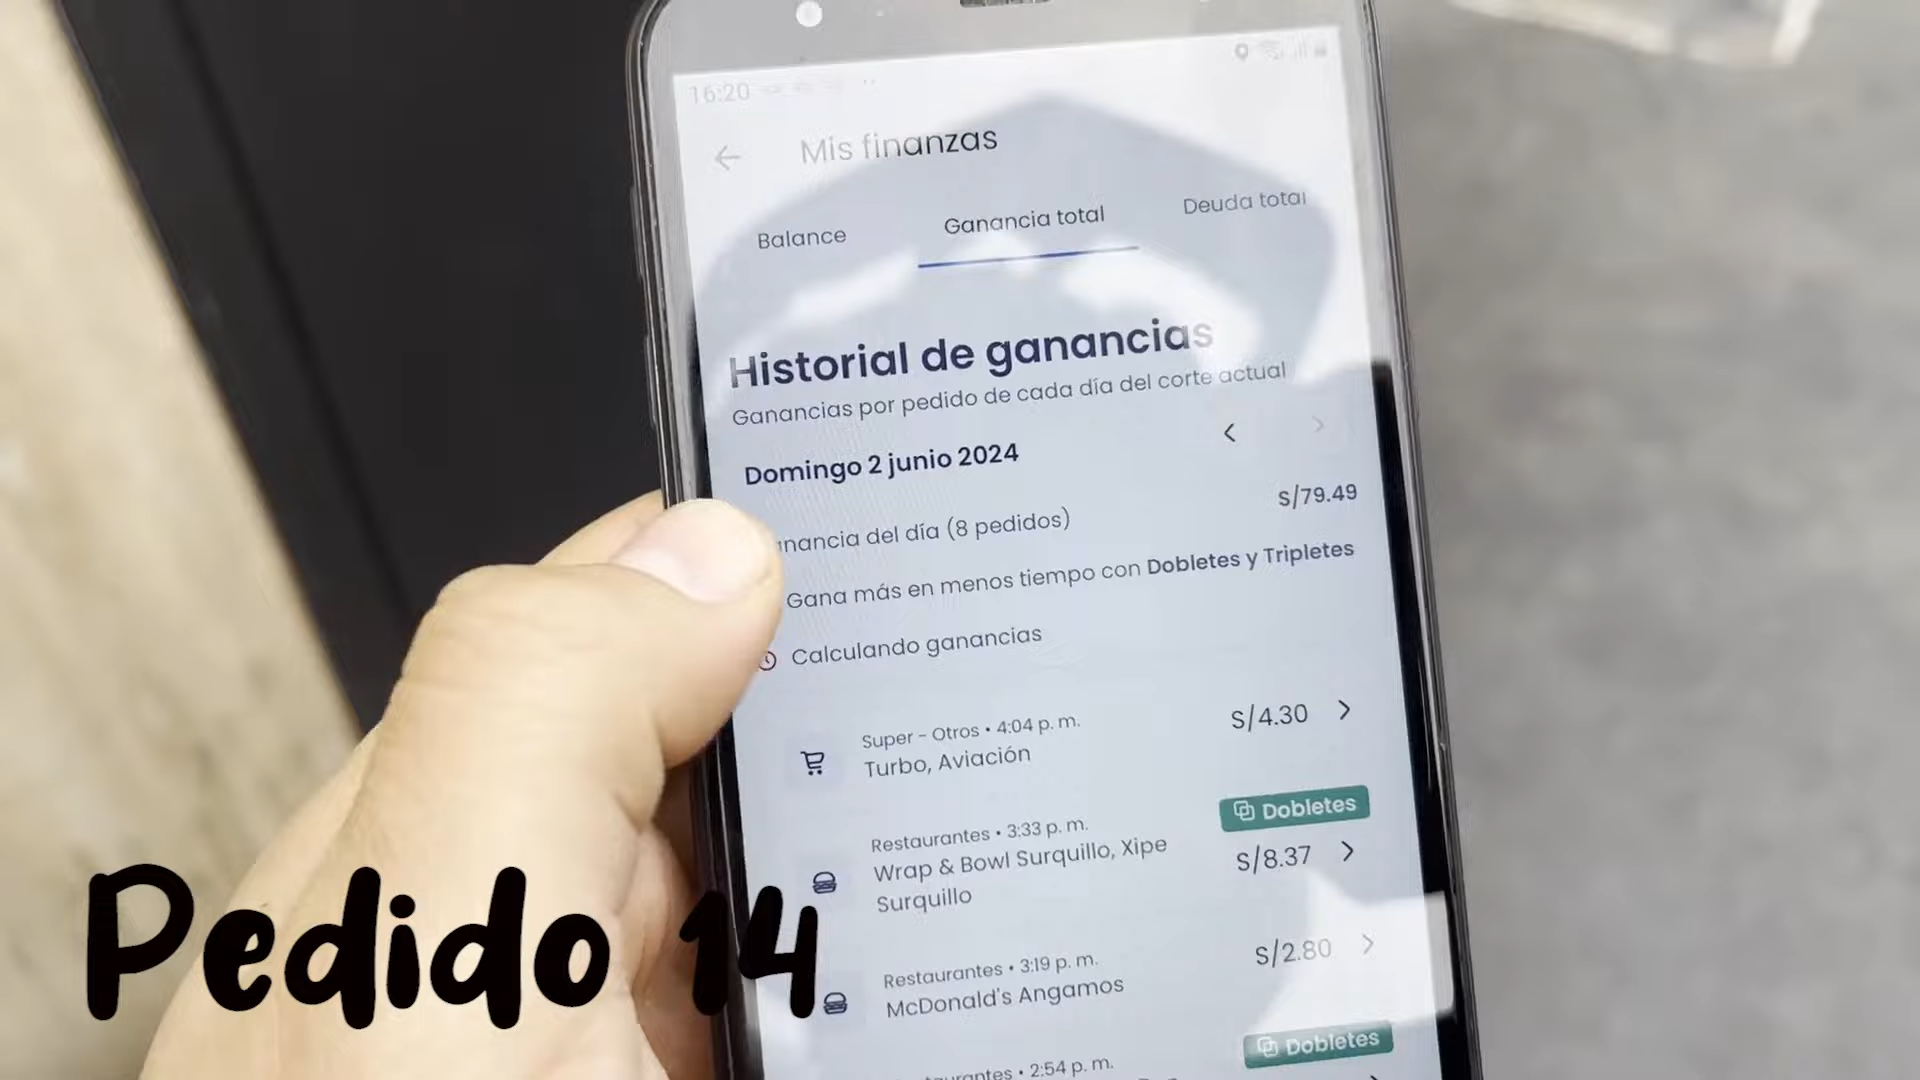 16:20
Mis finanzas
Balance
Ganancia total
Deuda total
Historial de ganancias
Ganancias por pedido de cada día del corte actual
Domingo 2 junio 2024
S/79.49
nancia del día (8 pedidos)
Gana más en menos tiempo con Dobletes y Tripletes
Calculando ganancias
Super - Otros • 4:04 p. m.
Turbo, Aviación
S/4.30
Dobletes
Restaurantes • 3:33 p. m.
Wrap & Bowl Surquillo, Xipe
Surquillo
S/8.37
Restaurantes • 3:19 p. m.
McDonald's Angamos
S/2.80
Dobletes
urantes • 2:54 p. m.
Pedido 14